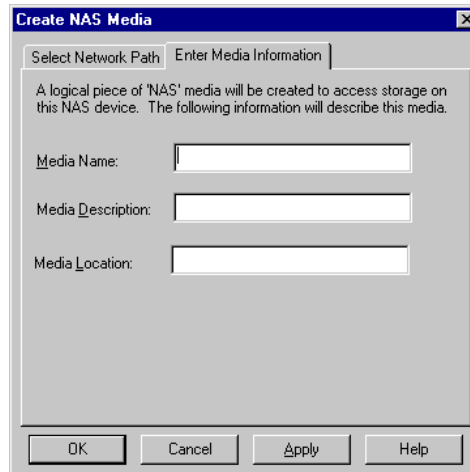 Create NAS Media
Select Network Path Enter Media Information
A logical piece of 'NAS' media will be created to access storage on
this NAS device. The following information will describe this media.
Media Name:
Media Description:
Media Location:
OK Cancel Apply Help